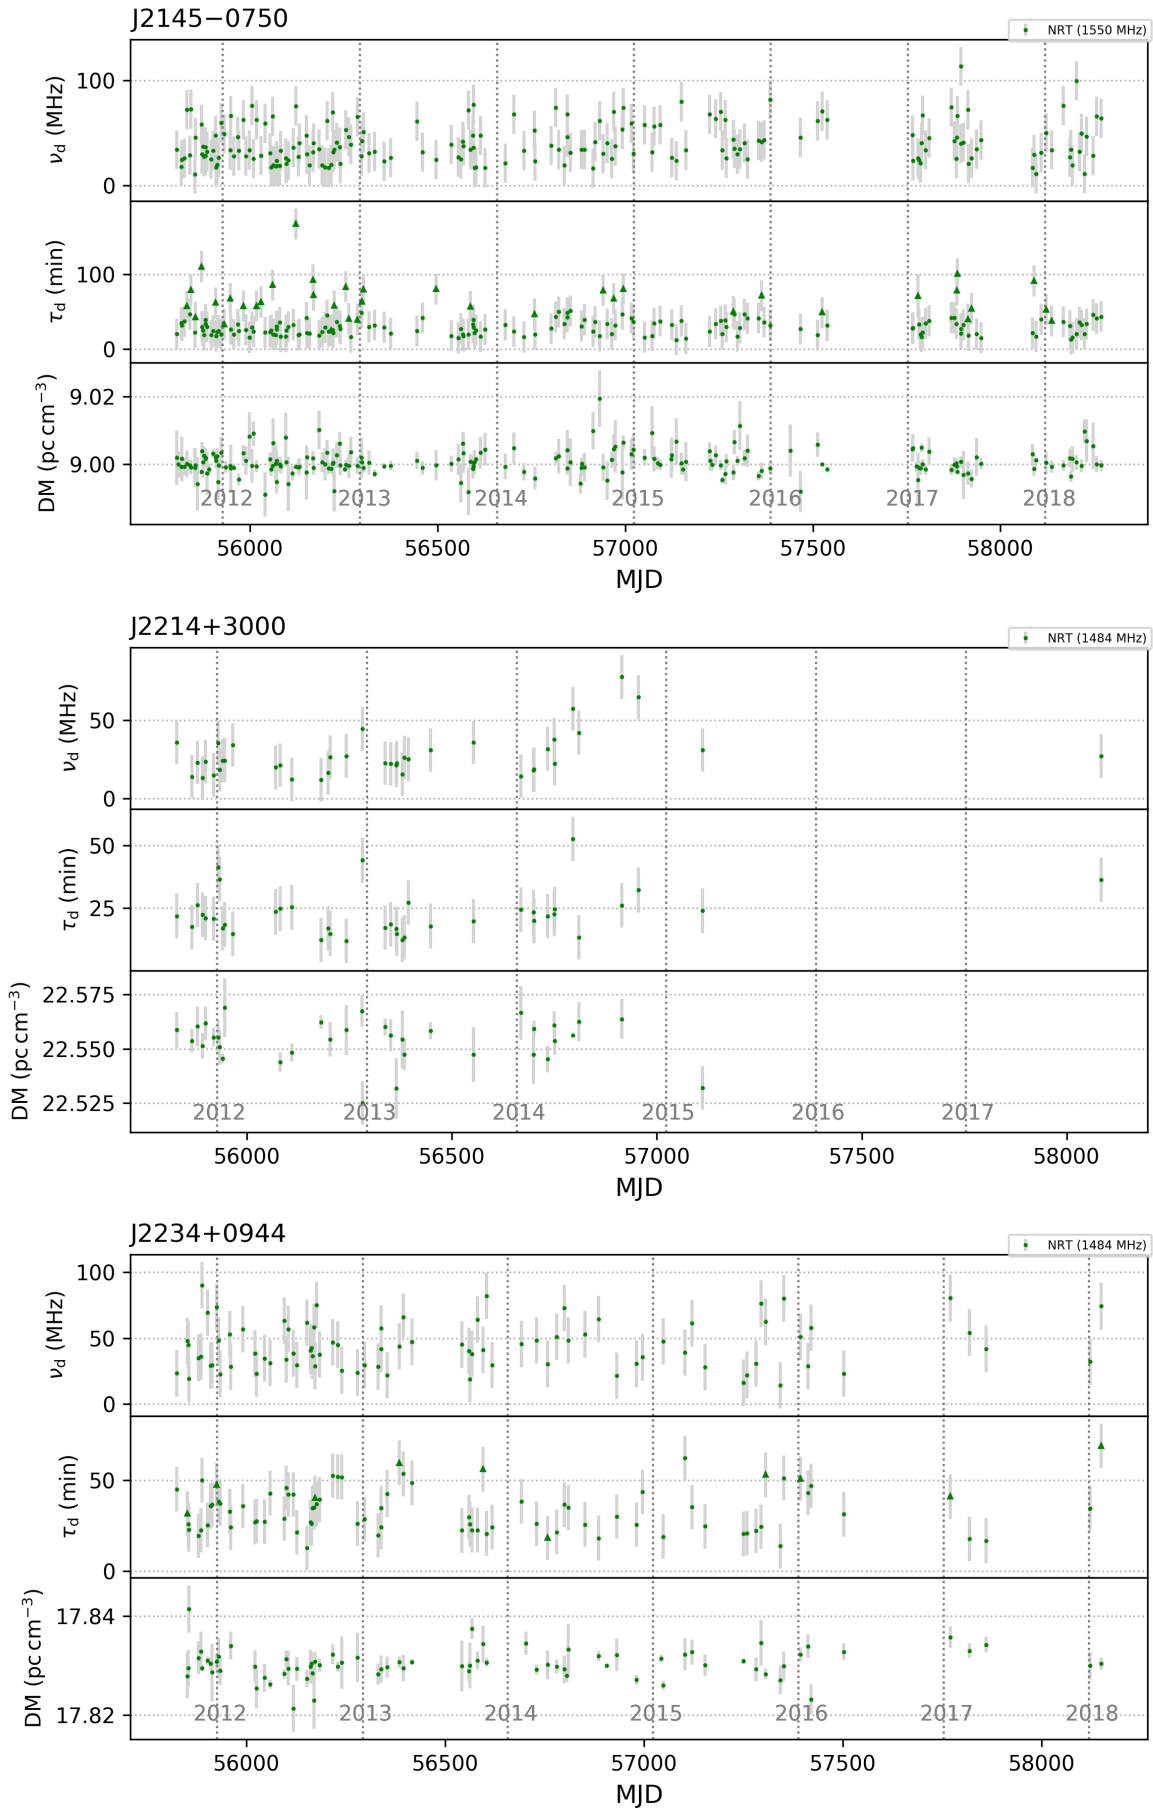 J2145−0750
NRT (1550 MHz)
νd (MHz)
100
0
τd (min)
100
0
DM (pc cm−3)
9.02
9.00
2012 2013 2014 2015 2016 2017 2018
56000 56500 57000 57500 58000
MJD
J2214+3000
NRT (1484 MHz)
νd (MHz)
50
0
τd (min)
50
25
DM (pc cm−3)
22.575
22.550
22.525
2012 2013 2014 2015 2016 2017
56000 56500 57000 57500 58000
MJD
J2234+0944
NRT (1484 MHz)
νd (MHz)
100
50
0
τd (min)
50
0
DM (pc cm−3)
17.84
17.82
2012 2013 2014 2015 2016 2017 2018
56000 56500 57000 57500 58000
MJD